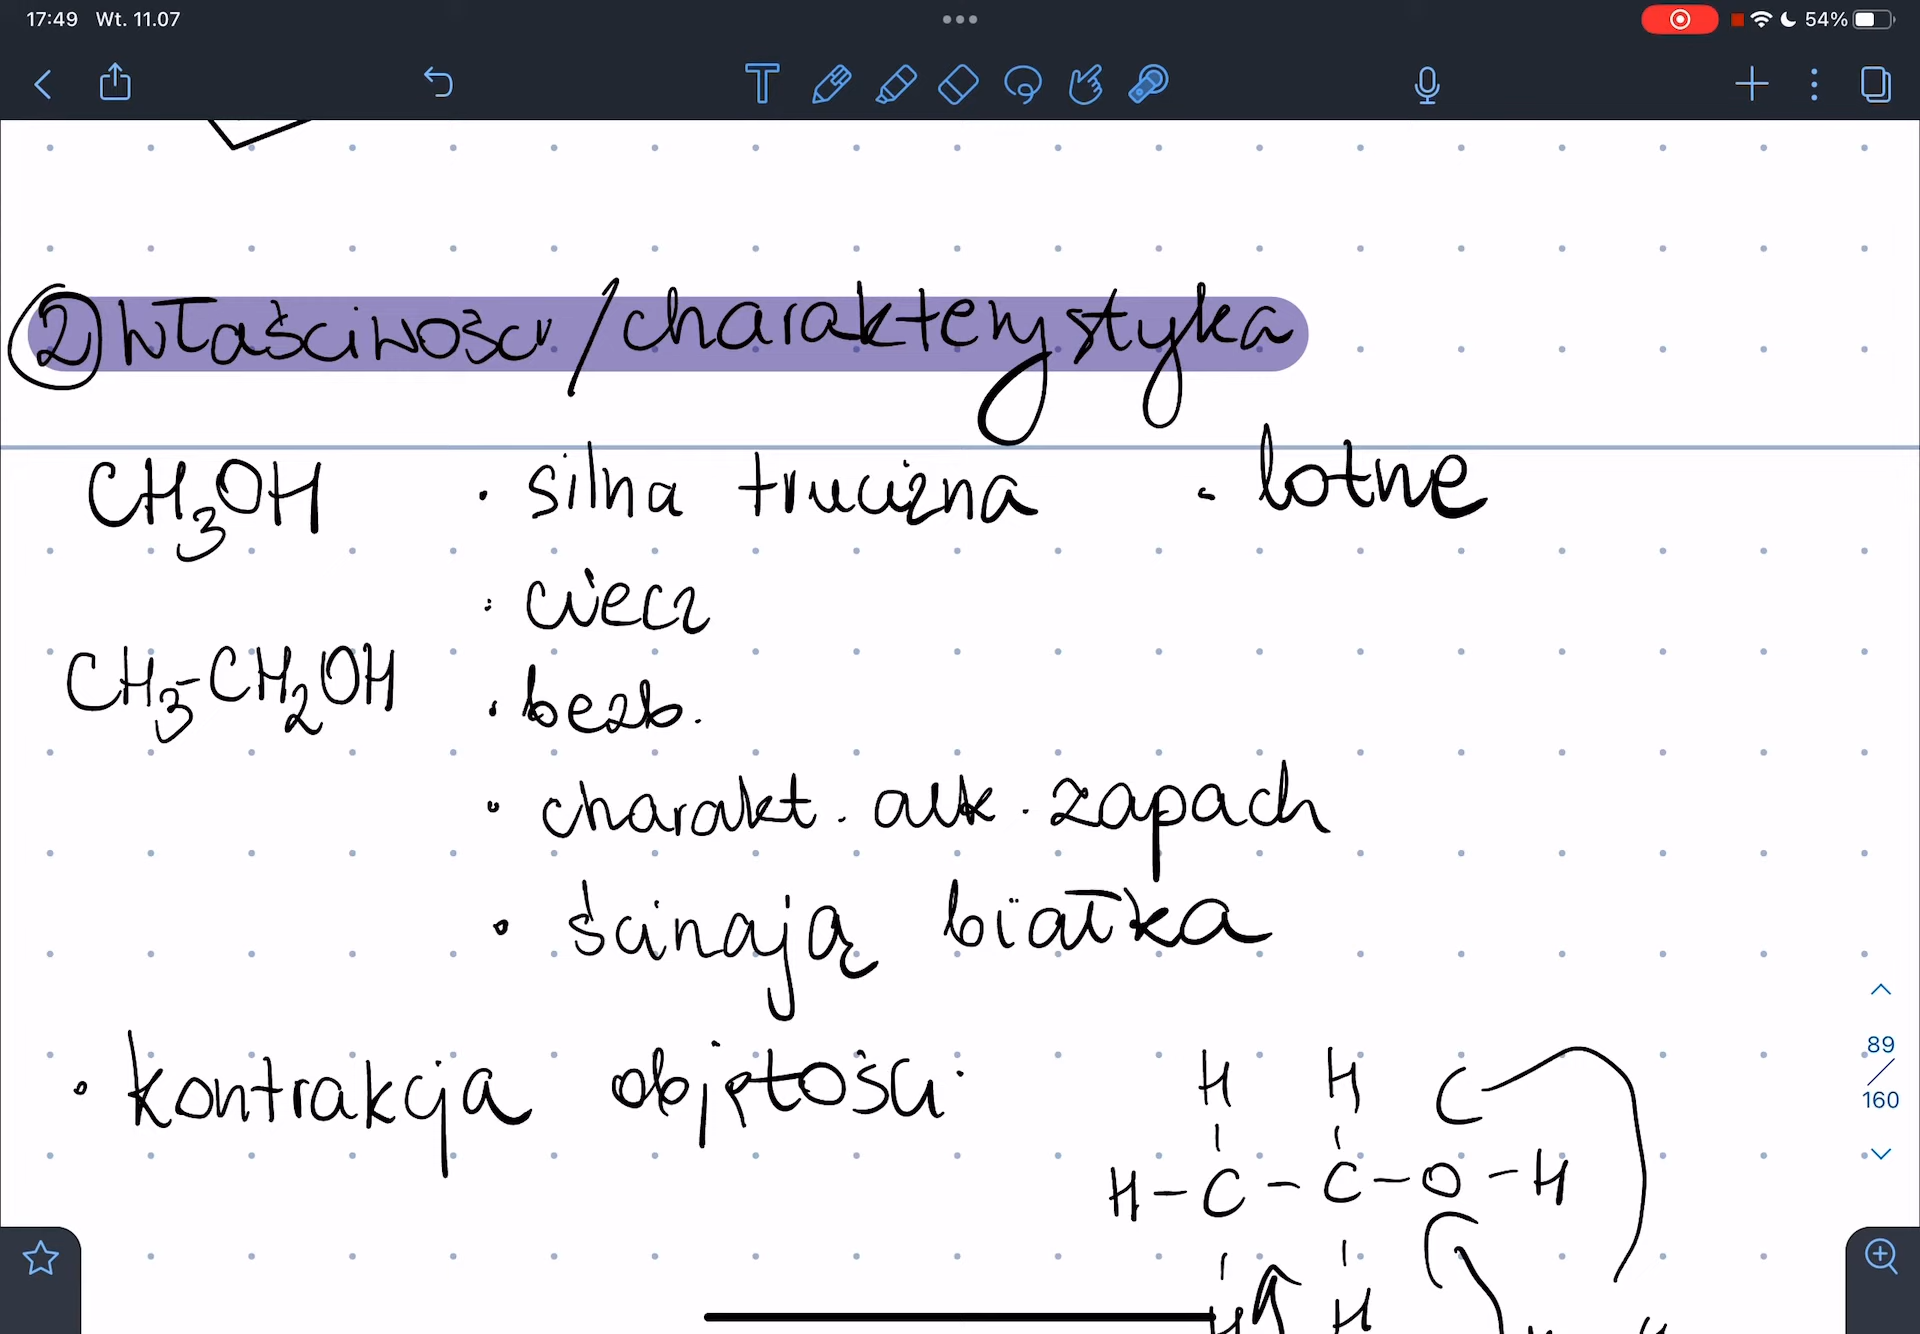 17:49 Wt. 11.07 54%
2) Właściwości / charakterystyka
CH₃OH · silna trucizna · lotne
· ciecz
CH₃-CH₂OH · bezb.
· charakt. alk. zapach
· ścinają białka
· kontrakcja objętości
H H C
H-C-C-O-H
H H
89
/
160